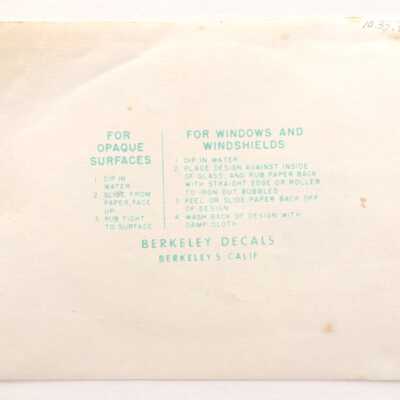 FOR
OPAQUE
SURFACES
1. DIP IN
WATER
2. SLIDE FROM
PAPER, FACE
UP.
3. RUB TIGHT
TO SURFACE
FOR WINDOWS AND
WINDSHIELDS
1. DIP IN WATER
2. PLACE DESIGN AGAINST INSIDE
OF GLASS, AND RUB PAPER BACK
WITH STRAIGHT EDGE OR ROLLER
TO IRON OUT BUBBLES
3. PEEL OR SLIDE PAPER BACK OFF
OF DESIGN
4. WASH BACK OF DESIGN WITH
DAMP CLOTH
BERKELEY DECALS
BERKELEY 5 CALIF